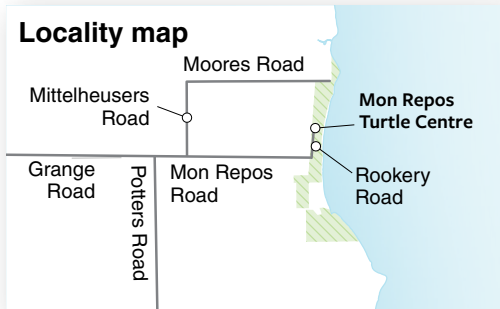 Locality map
Moores Road
Mittelheusers
Road
Mon Repos
Turtle Centre
Grange
Road
Potters Road
Mon Repos
Road
Rookery
Road